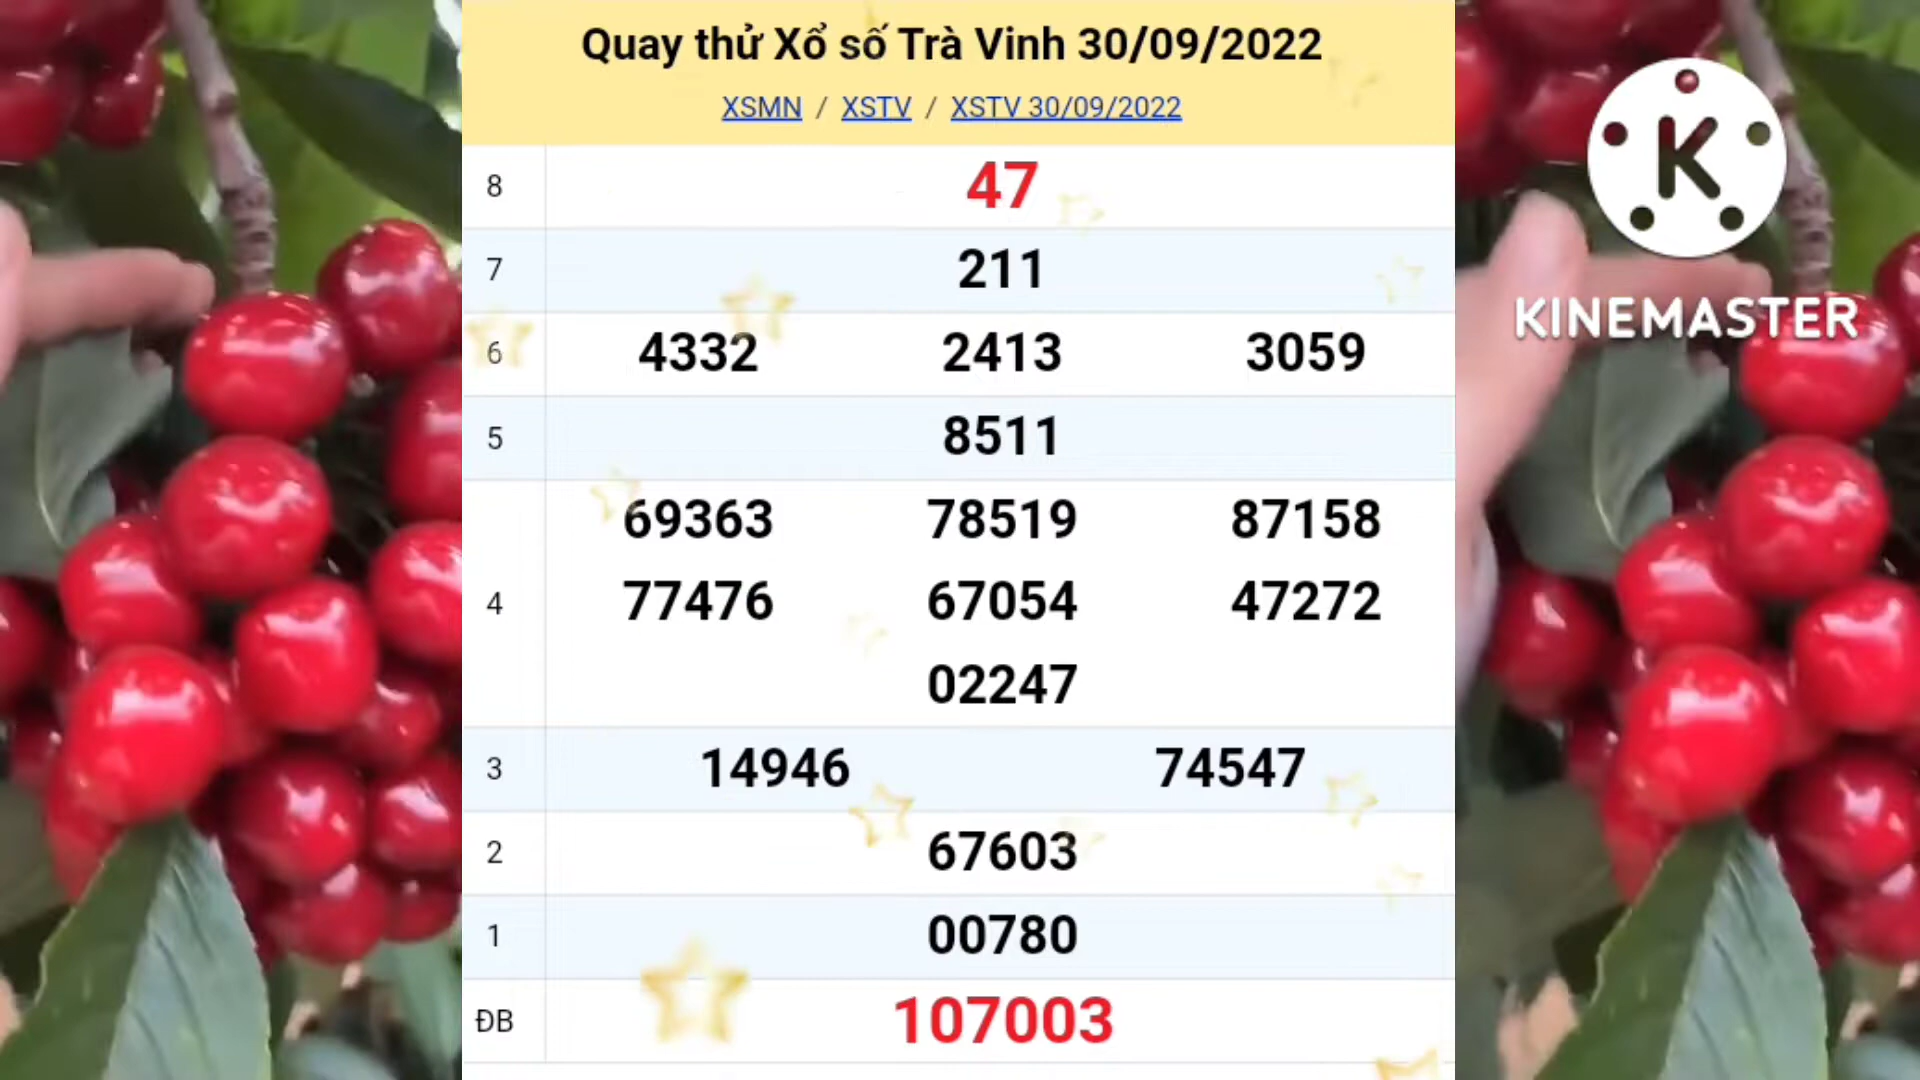 Quay thử Xổ số Trà Vinh 30/09/2022
XSMN / XSTV / XSTV 30/09/2022
8 47
7 211
6 4332 2413 3059
5 8511
69363 78519 87158
4 77476 67054 47272
02247
3 14946 74547
2 67603
1 00780
ĐB 107003
K
KINEMASTER